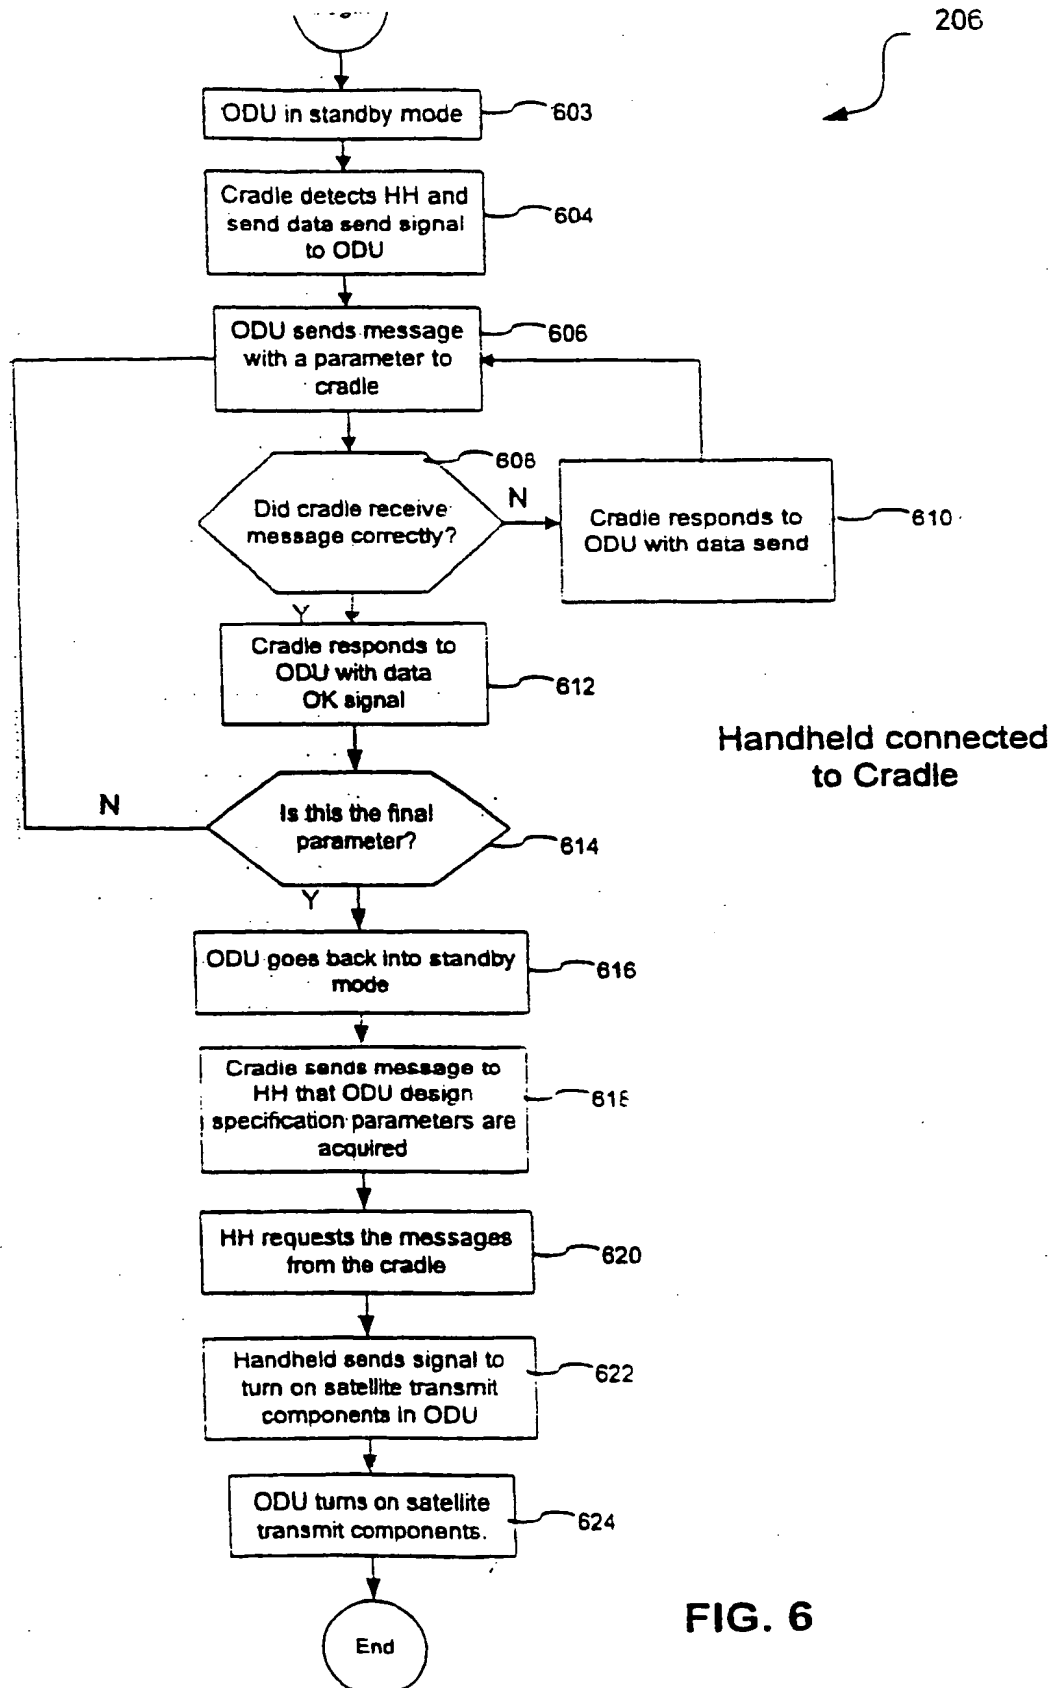 206
ODU in standby mode
603
Cradle detects HH and
send data send signal
to ODU
604
ODU sends message
with a parameter to
cradle
606
608
Did cradle receive
message correctly?
N
Cradle responds to
ODU with data send
610
Y
Cradle responds to
ODU with data
OK signal
612
Handheld connected
to Cradle
N
Is this the final
parameter?
614
Y
ODU goes back into standby
mode
616
Cradle sends message to
HH that ODU design
specification parameters are
acquired
618
HH requests the messages
from the cradle
620
Handheld sends signal to
turn on satellite transmit
components in ODU
622
ODU turns on satellite
transmit components.
624
End
FIG. 6